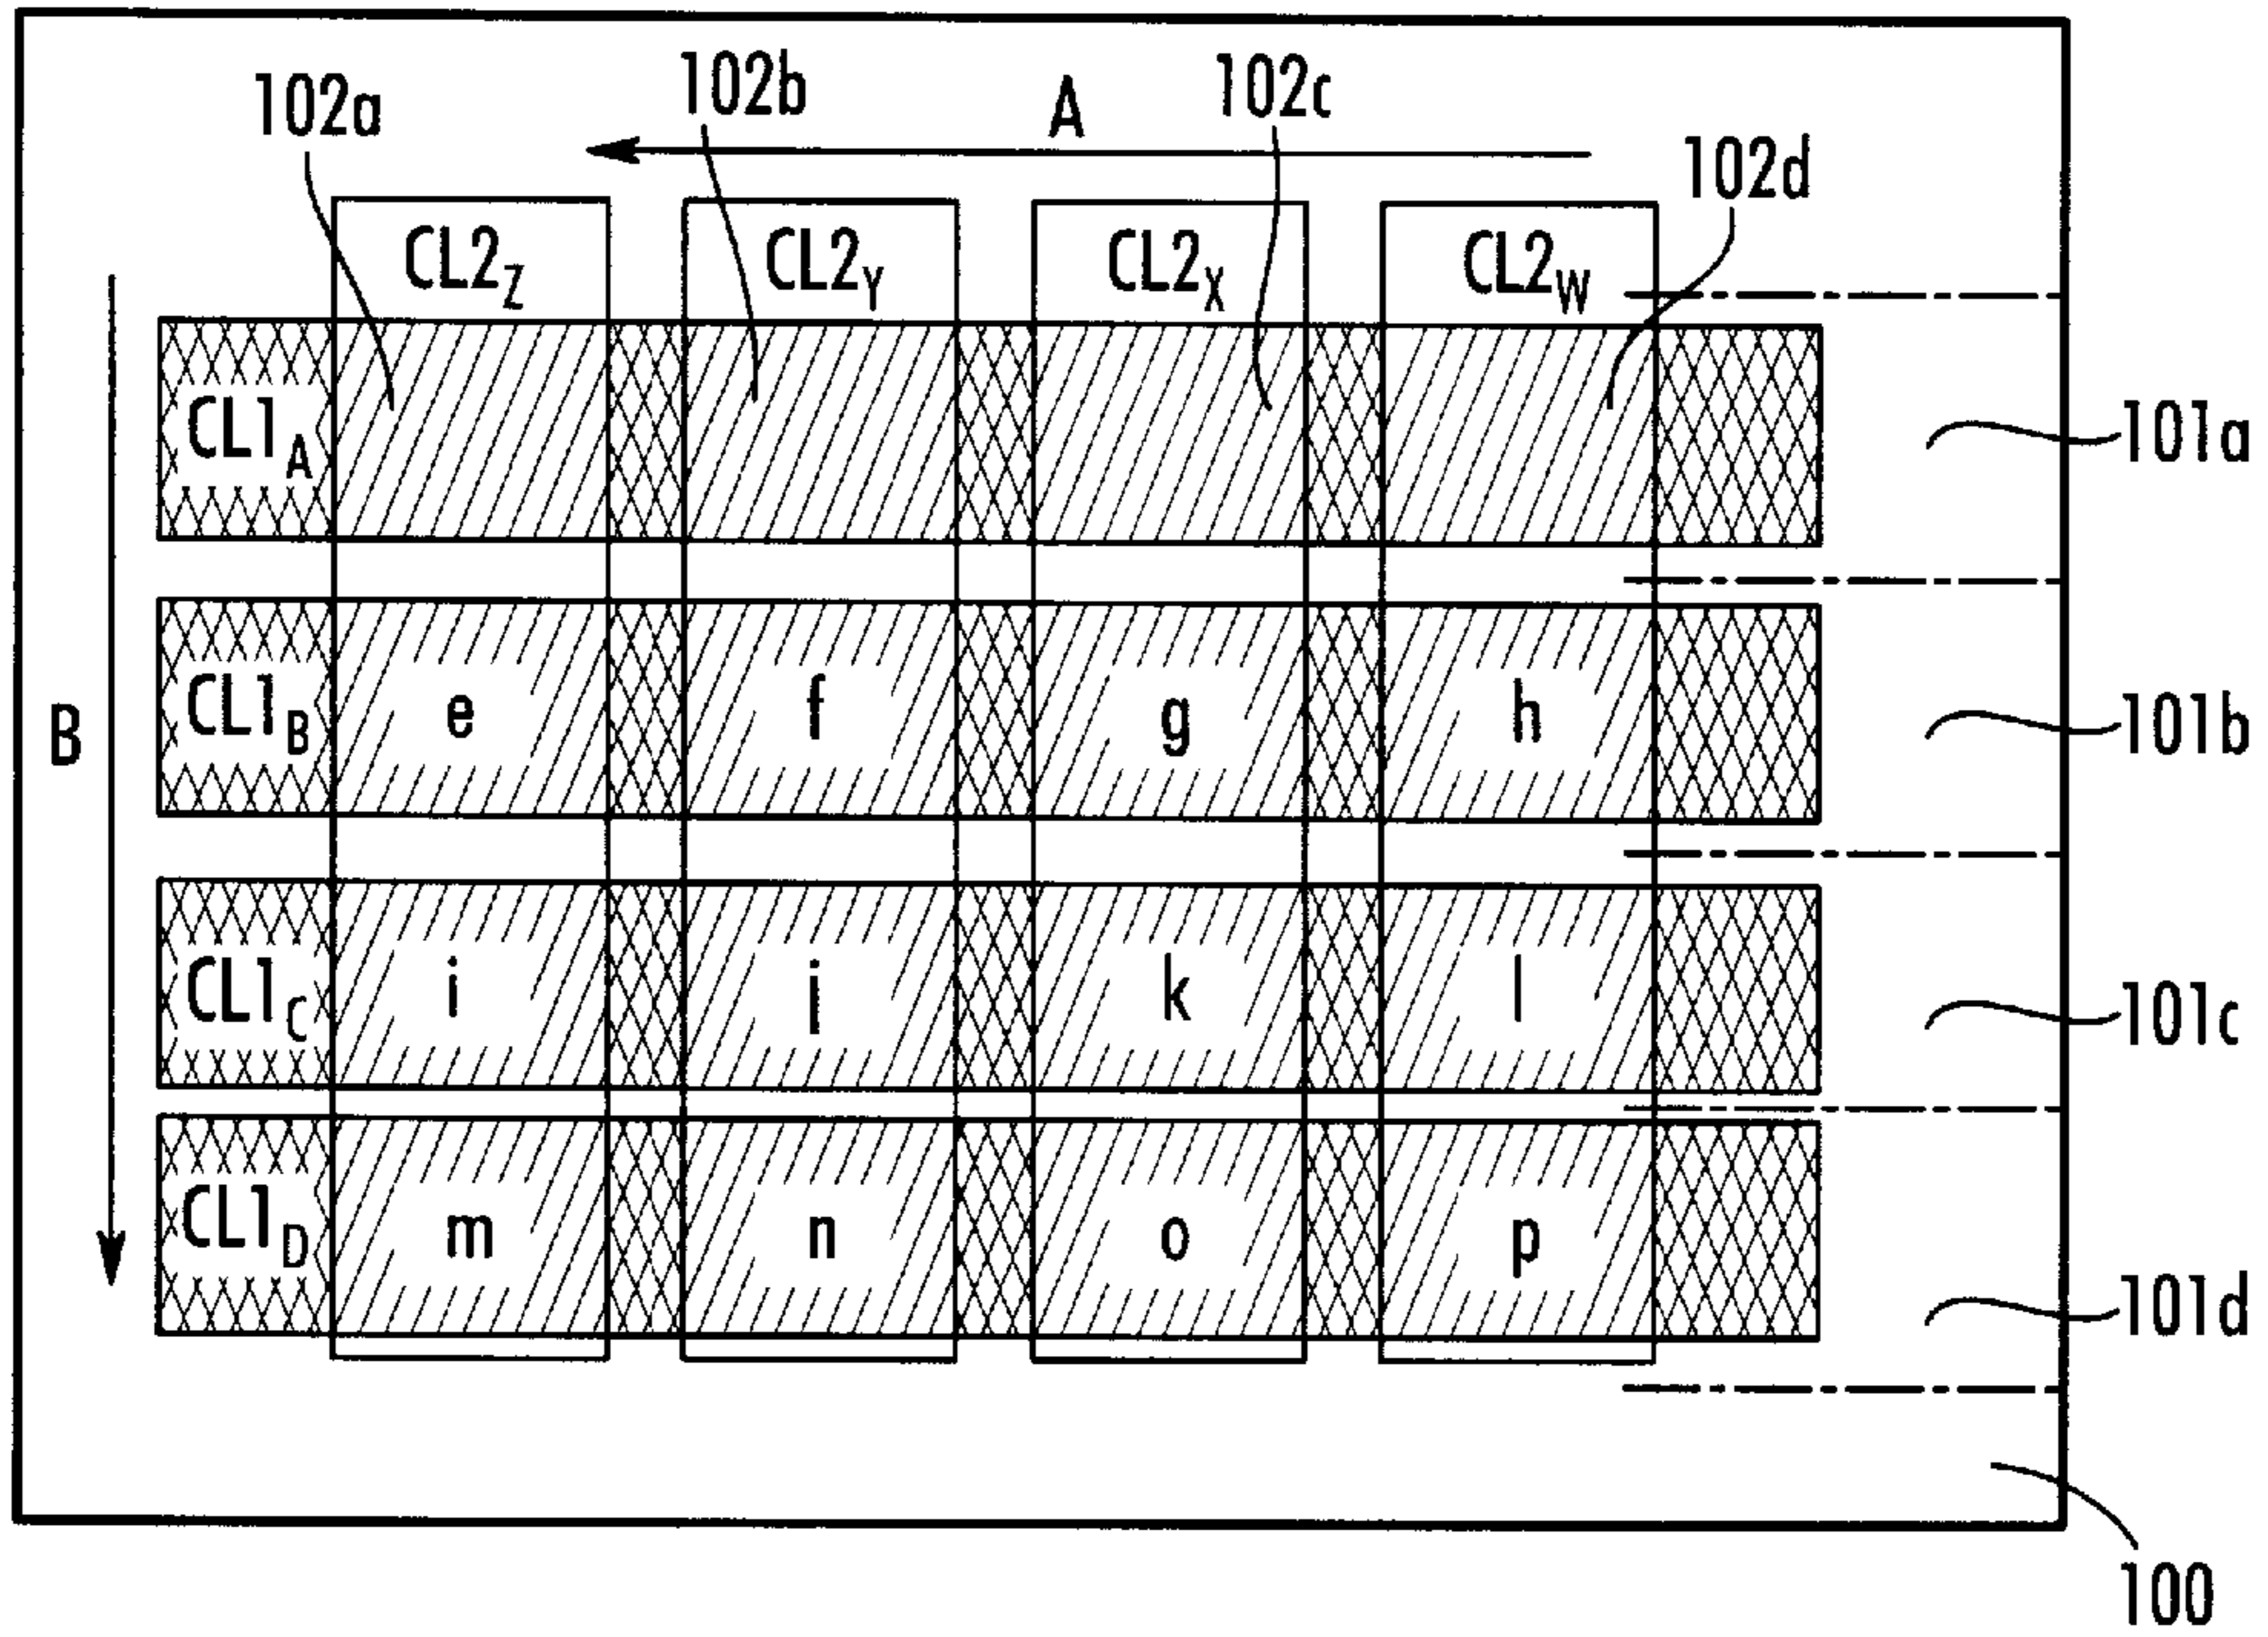 102a 102b A 102c 102d
CL2Z CL2Y CL2X CL2W
CL1A 101a
B CL1B e f g h 101b
CL1C i j k l 101c
CL1D m n o p 101d
100